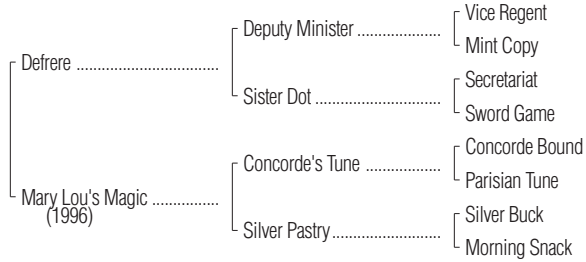 Vice Regent
Deputy Minister ....................
Mint Copy
Defrere ..................................
Secretariat
Sister Dot ..............................
Sword Game
Concorde Bound
Concorde's Tune ..................
Parisian Tune
Mary Lou's Magic ................
(1996)
Silver Buck
Silver Pastry..........................
Morning Snack